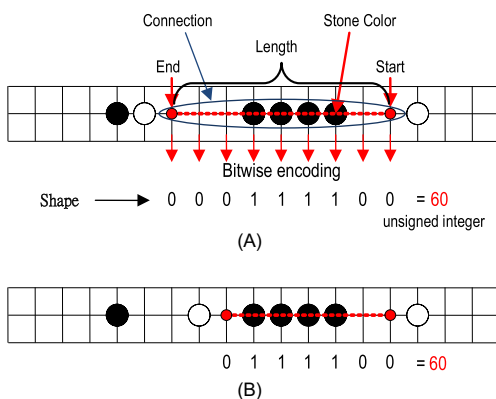 Connection
Stone Color
Length
End
Start
Bitwise encoding
Shape 0 0 0 1 1 1 1 0 0 = 60
unsigned integer
(A)
0 1 1 1 1 0 0 =60
(B)